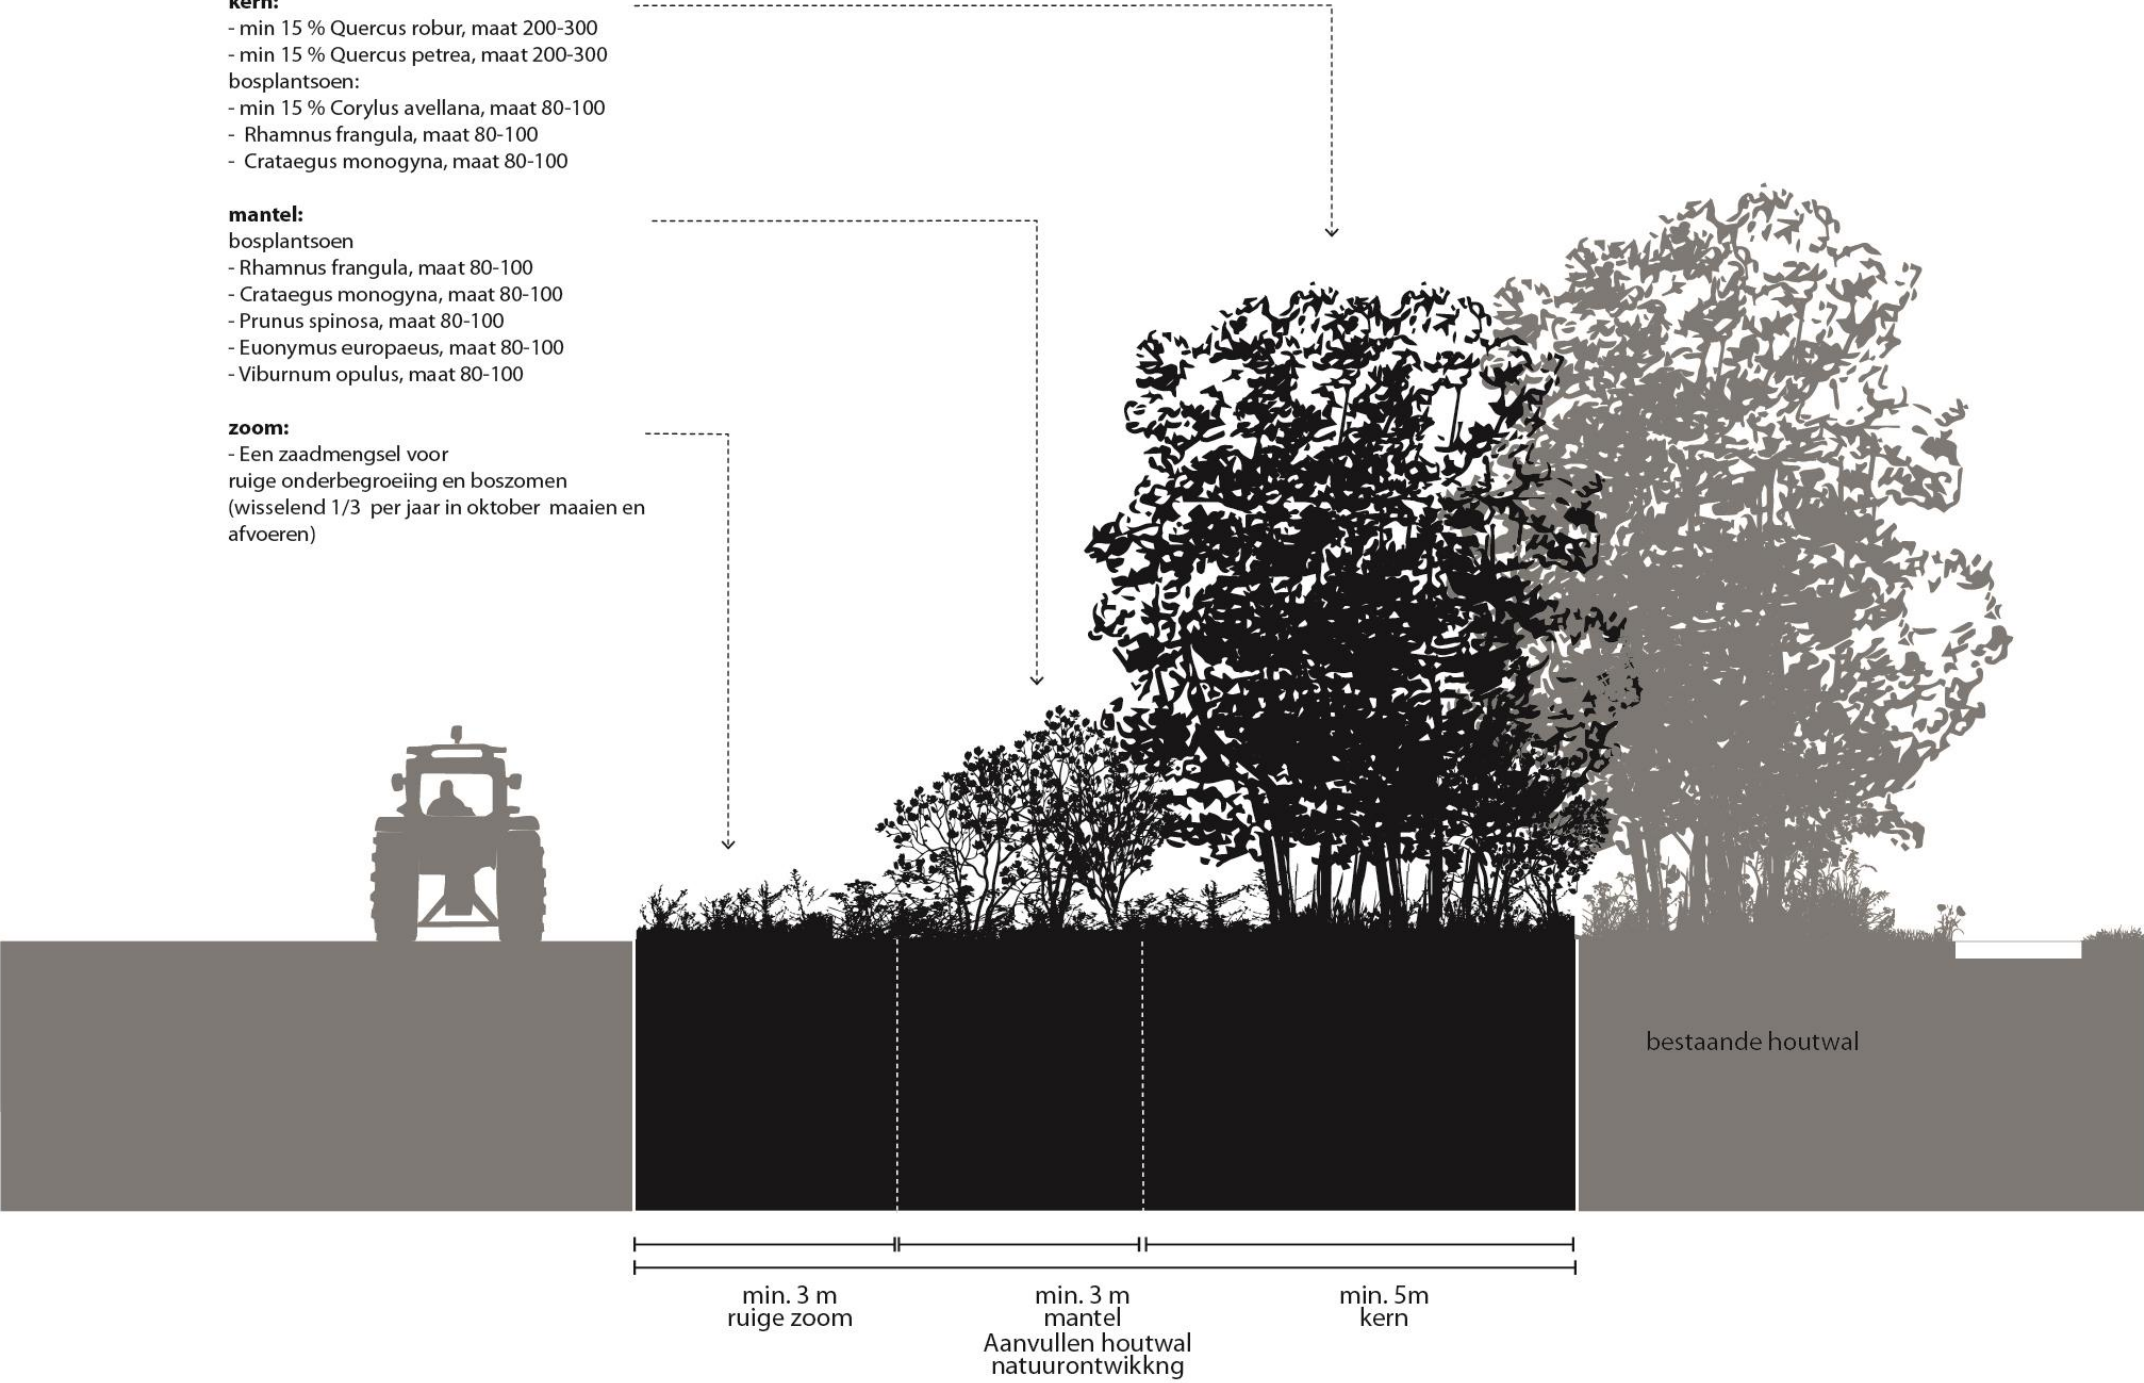 kern:
- min 15 % Quercus robur, maat 200-300
- min 15 % Quercus petrea, maat 200-300
bosplantsoen:
- min 15 % Corylus avellana, maat 80-100
- Rhamnus frangula, maat 80-100
- Crataegus monogyna, maat 80-100
mantel:
bosplantsoen
- Rhamnus frangula, maat 80-100
- Crataegus monogyna, maat 80-100
- Prunus spinosa, maat 80-100
- Euonymus europaeus, maat 80-100
- Viburnum opulus, maat 80-100
zoom:
- Een zaadmengsel voor
ruige onderbegroeiing en boszomen
(wisselend 1/3 per jaar in oktober maaien en
afvoeren)
bestaande houtwal
min. 3 m
ruige zoom
min. 3 m
mantel
Aanvullen houtwal
natuurontwikkng
min. 5m
kern